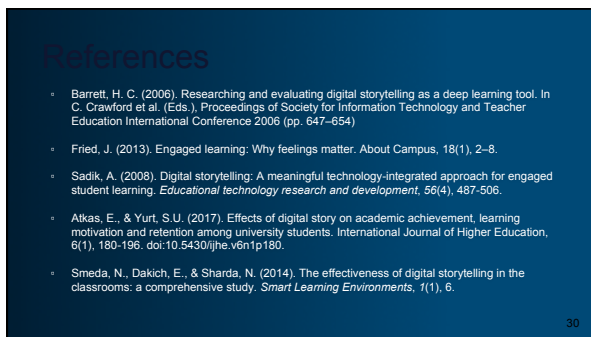 References
▫ Barrett, H. C. (2006). Researching and evaluating digital storytelling as a deep learning tool. In
C. Crawford et al. (Eds.), Proceedings of Society for Information Technology and Teacher
Education International Conference 2006 (pp. 647–654)
▫ Fried, J. (2013). Engaged learning: Why feelings matter. About Campus, 18(1), 2–8.
▫ Sadik, A. (2008). Digital storytelling: A meaningful technology-integrated approach for engaged
student learning. Educational technology research and development, 56(4), 487-506.
▫ Atkas, E., & Yurt, S.U. (2017). Effects of digital story on academic achievement, learning
motivation and retention among university students. International Journal of Higher Education,
6(1), 180-196. doi:10.5430/ijhe.v6n1p180.
▫ Smeda, N., Dakich, E., & Sharda, N. (2014). The effectiveness of digital storytelling in the
classrooms: a comprehensive study. Smart Learning Environments, 1(1), 6.
30